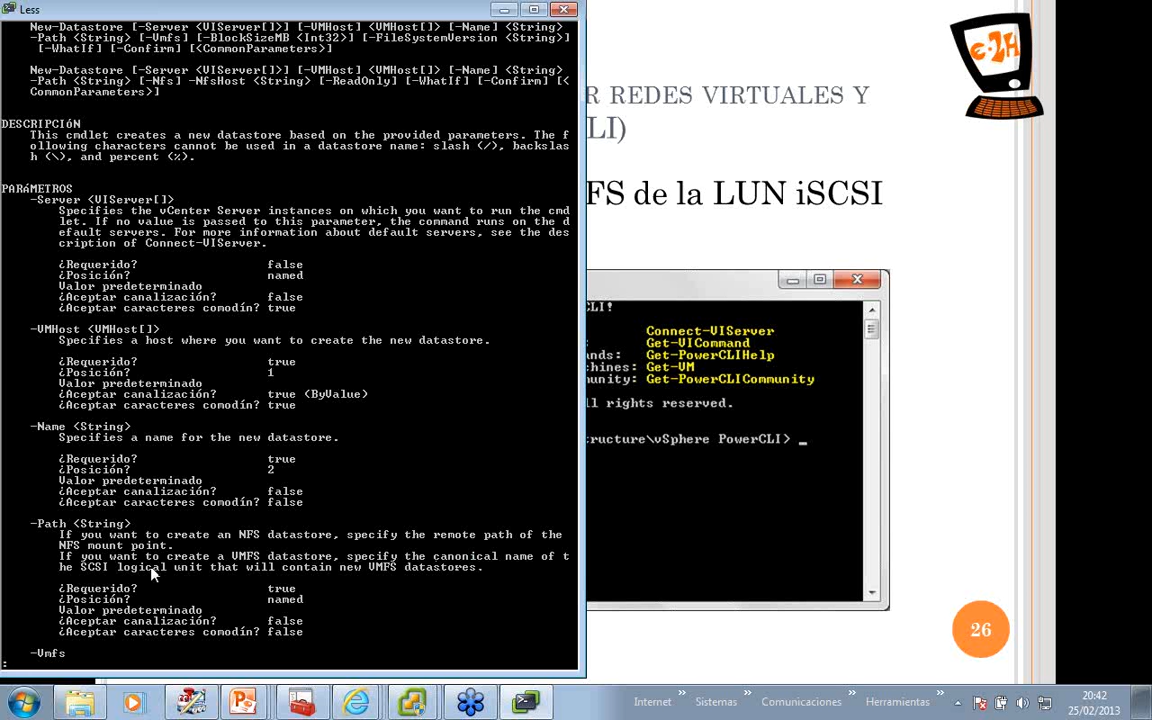 Less
New-Datastore [-Server <VIServer[]>] [-VMHost] <VMHost[]> [-Name] <String>
-Path <String> [-Vmfs] [-BlockSizeMB <Int32>] [-FileSystemVersion <String>]
[-WhatIf] [-Confirm] [<CommonParameters>]
New-Datastore [-Server <VIServer[]>] [-VMHost] <VMHost[]> [-Name] <String>
-Path <String> [-Nfs] -NfsHost <String> [-ReadOnly] [-WhatIf] [-Confirm] [<
CommonParameters>]
DESCRIPCIóN
This cmdlet creates a new datastore based on the provided parameters. The f
ollowing characters cannot be used in a datastore name: slash (/), backslas
h (\), and percent (%).
PARáMETROS
-Server <VIServer[]>
Specifies the vCenter Server instances on which you want to run the cmd
let. If no value is passed to this parameter, the command runs on the d
efault servers. For more information about default servers, see the des
cription of Connect-VIServer.
¿Requerido? false
¿Posición? named
Valor predeterminado
¿Aceptar canalización? false
¿Aceptar caracteres comodín? true
-VMHost <VMHost[]>
Specifies a host where you want to create the new datastore.
¿Requerido? true
¿Posición? 1
Valor predeterminado
¿Aceptar canalización? true (ByValue)
¿Aceptar caracteres comodín? true
-Name <String>
Specifies a name for the new datastore.
¿Requerido? true
¿Posición? 2
Valor predeterminado
¿Aceptar canalización? false
¿Aceptar caracteres comodín? false
-Path <String>
If you want to create an NFS datastore, specify the remote path of the
NFS mount point.
If you want to create a VMFS datastore, specify the canonical name of t
he SCSI logical unit that will contain new VMFS datastores.
¿Requerido? true
¿Posición? named
Valor predeterminado
¿Aceptar canalización? false
¿Aceptar caracteres comodín? false
-Vmfs
:
e-2H
R REDES VIRTUALES Y
LI)
FS de la LUN iSCSI
CLI!
Connect-VIServer
: Get-VICommand
ands: Get-PowerCLIHelp
chines: Get-VM
munity: Get-PowerCLICommunity
ll rights reserved.
ructure\vSphere PowerCLI> _
26
Internet » Sistemas » Comunicaciones » Herramientas »
20:42
25/02/2013